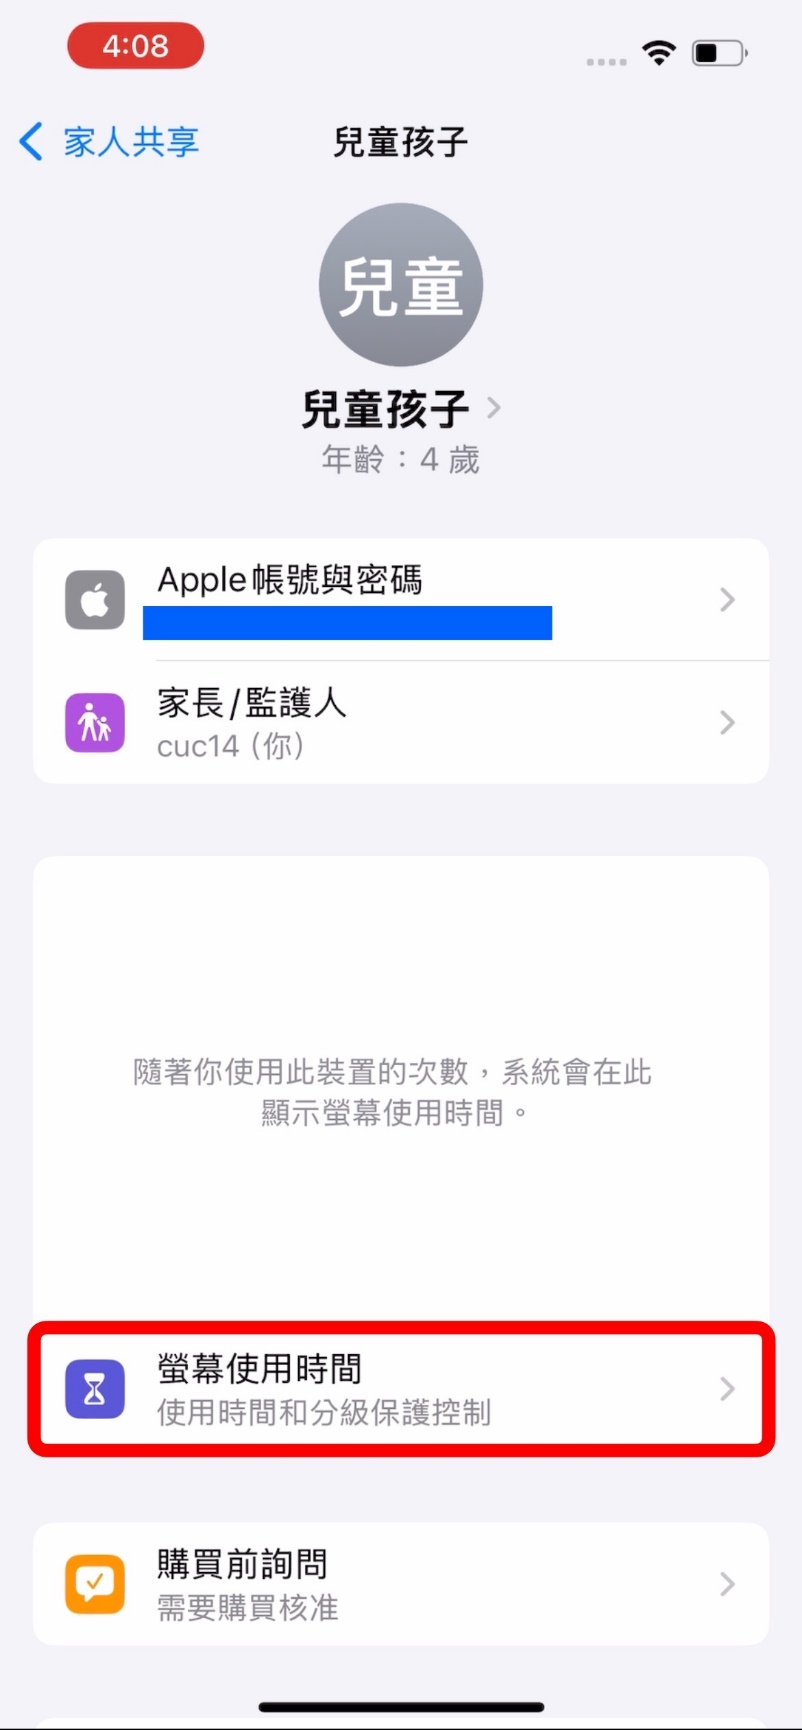 4:08
家人共享
兒童孩子
兒童
兒童孩子
年齡：4 歲
Apple帳號與密碼
家長/監護人
cuc14（你）
隨著你使用此裝置的次數，系統會在此
顯示螢幕使用時間。
螢幕使用時間
使用時間和分級保護控制
購買前詢問
需要購買核准